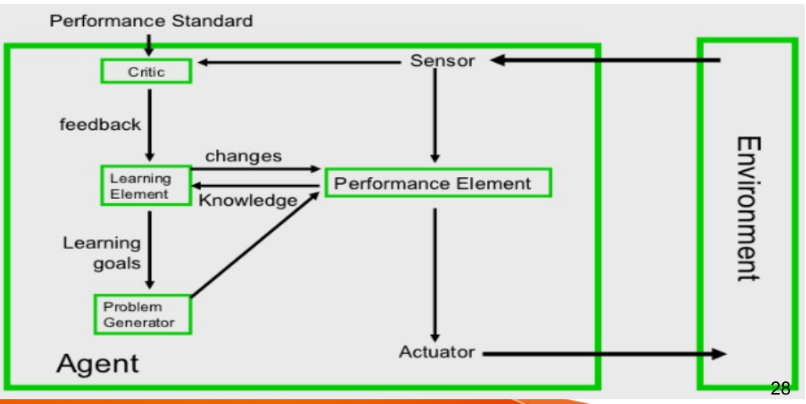 Performance Standard
Sensor
Critic
feedback
changes
Learning
Element
Knowledge
Performance Element
Learning
goals
Problem
Generator
Agent
Actuator
Environment
28